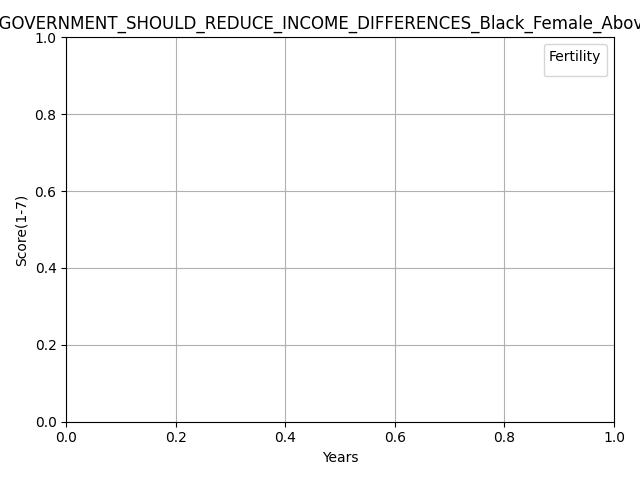 GOVERNMENT_SHOULD_REDUCE_INCOME_DIFFERENCES_Black_Female_Abov
Fertility
1.0
0.8
0.6
0.4
0.2
0.0
Score(1-7)
0.0 0.2 0.4 0.6 0.8 1.0
Years